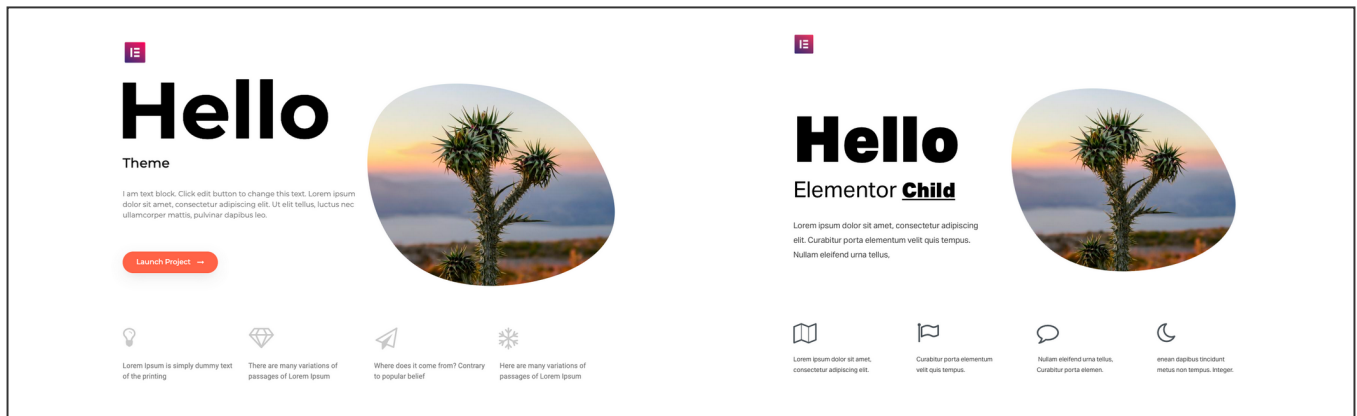 Hello
Theme
I am text block. Click edit button to change this text. Lorem ipsum
dolor sit amet, consectetur adipiscing elit. Ut elit tellus, luctus nec
ullamcorper mattis, pulvinar dapibus leo.
Launch Project →
Lorem Ipsum is simply dummy text
of the printing
There are many variations of
passages of Lorem Ipsum
Where does it come from? Contrary
to popular belief
Here are many variations of
passages of Lorem Ipsum
Hello
Elementor Child
Lorem ipsum dolor sit amet, consectetur adipiscing
elit. Curabitur porta elementum velit quis tempus.
Nullam eleifend urna tellus,
Lorem ipsum dolor sit amet,
consectetur adipiscing elit.
Curabitur porta elementum
velit quis tempus.
Nullam eleifend urna tellus,
Curabitur porta elemen.
enean dapibus tincidunt
metus non tempus. Integer.